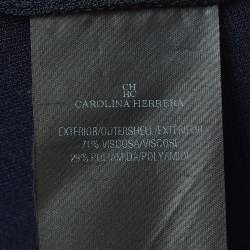 CH
HC
CAROLINA HERRERA
EXTERIOR/OUTERSHELL/EXTERIEUR
71% VISCOSA/VISCOSE
29% POLIAMIDA/POLYAMIDE